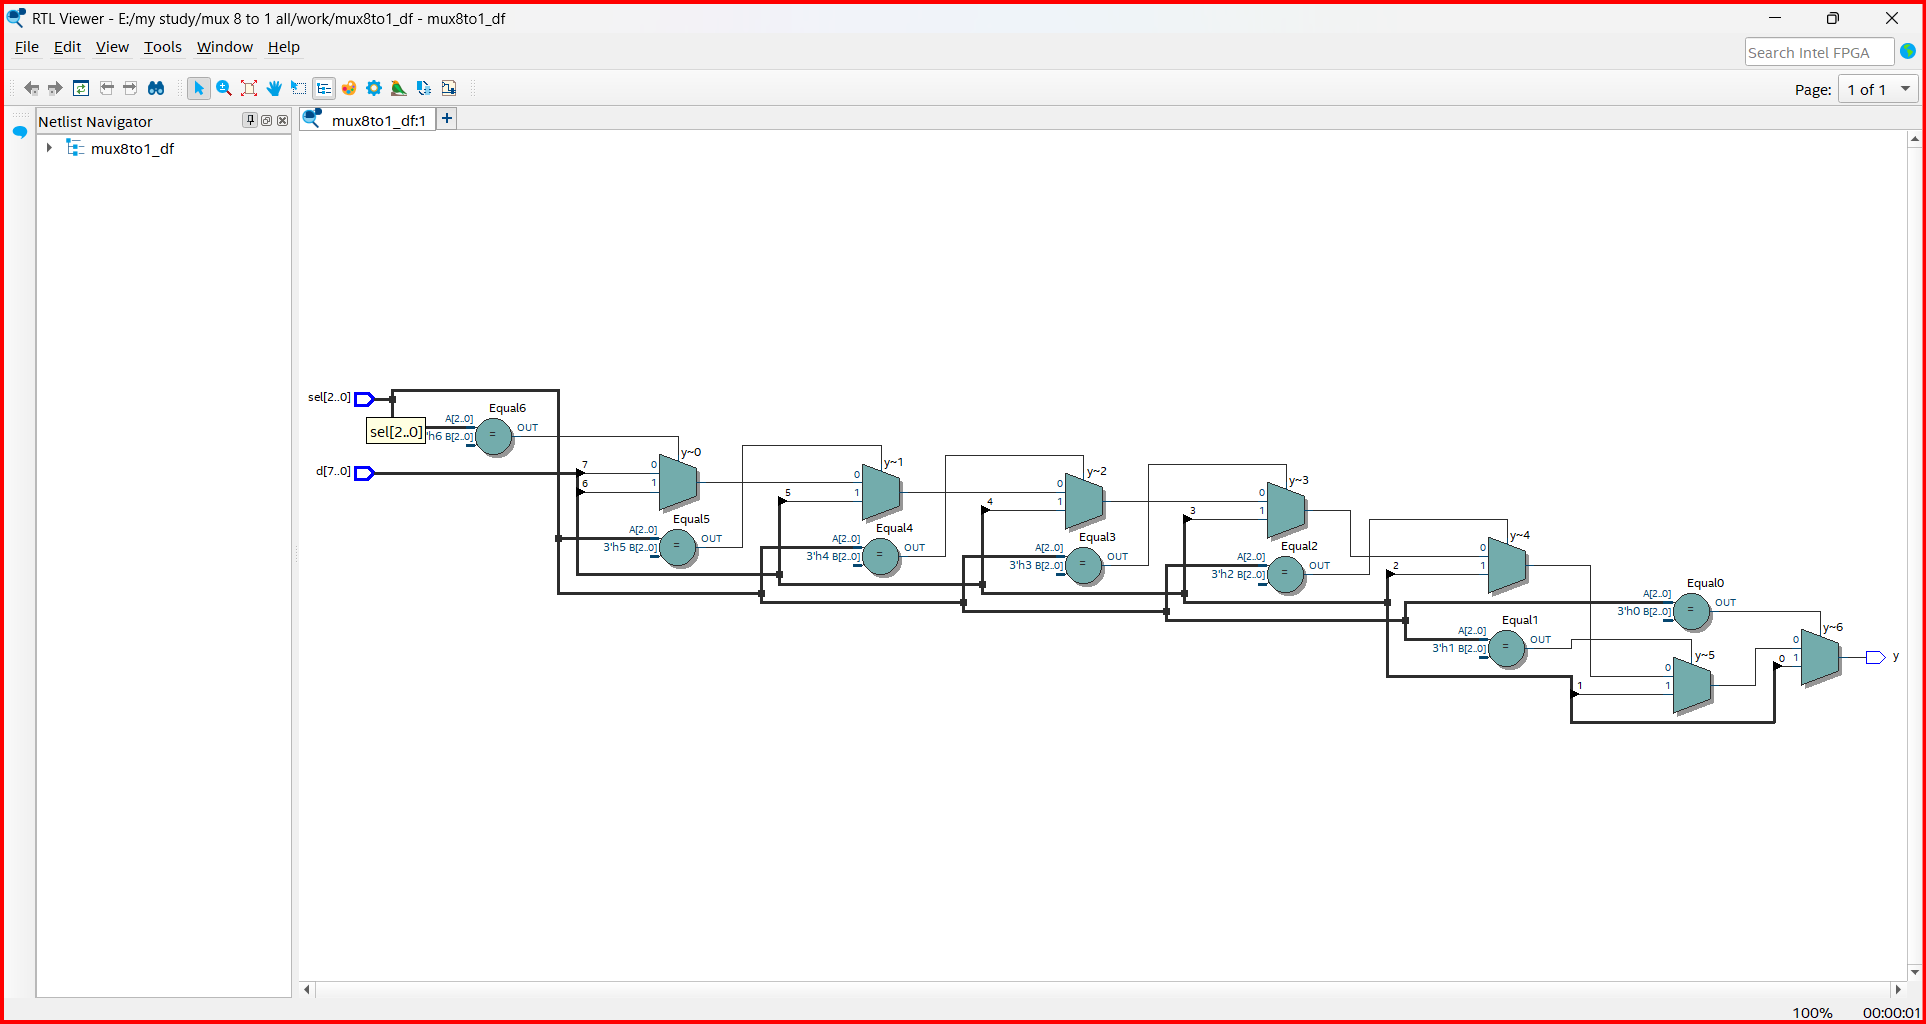 RTL Viewer - E:/my study/mux 8 to 1 all/work/mux8to1_df - mux8to1_df
File Edit View Tools Window Help
Search Intel FPGA
Page: 1 of 1
Netlist Navigator
mux8to1_df:1
+
mux8to1_df
sel[2..0]
Equal6
A[2..0]
sel[2..0]
'h6 B[2..0]
=
OUT
d[7..0]
7
6
0
1
y~0
Equal5
A[2..0]
3'h5 B[2..0]
=
OUT
5
0
1
y~1
Equal4
A[2..0]
3'h4 B[2..0]
=
OUT
4
0
1
y~2
Equal3
A[2..0]
3'h3 B[2..0]
=
OUT
3
0
1
y~3
Equal2
A[2..0]
3'h2 B[2..0]
=
OUT
2
0
1
y~4
Equal1
A[2..0]
3'h1 B[2..0]
=
OUT
1
0
1
y~5
Equal0
A[2..0]
3'h0 B[2..0]
=
OUT
0
0
1
y~6
y
100% 00:00:01